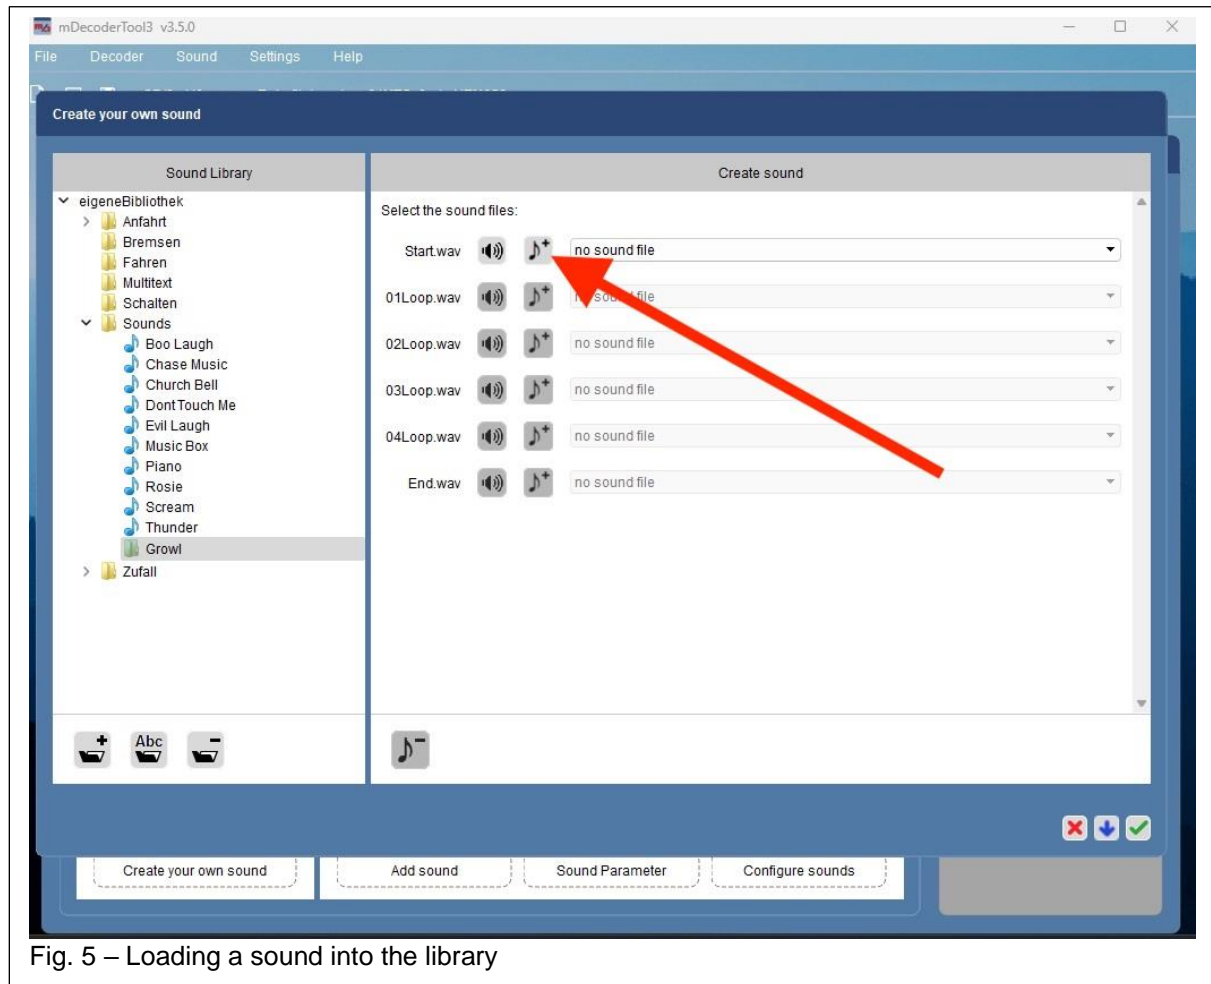 mDecoderTool3 v3.5.0
File Decoder Sound Settings Help
Create your own sound
Sound Library
Create sound
eigeneBibliothek
Anfahrt
Bremsen
Fahren
Multitext
Schalten
Sounds
Boo Laugh
Chase Music
Church Bell
Dont Touch Me
Evil Laugh
Music Box
Piano
Rosie
Scream
Thunder
Growl
Zufall
Abc
Select the sound files:
Start.wav no sound file
01Loop.wav no sound file
02Loop.wav no sound file
03Loop.wav no sound file
04Loop.wav no sound file
End.wav no sound file
Create your own sound Add sound Sound Parameter Configure sounds
Fig. 5 – Loading a sound into the library